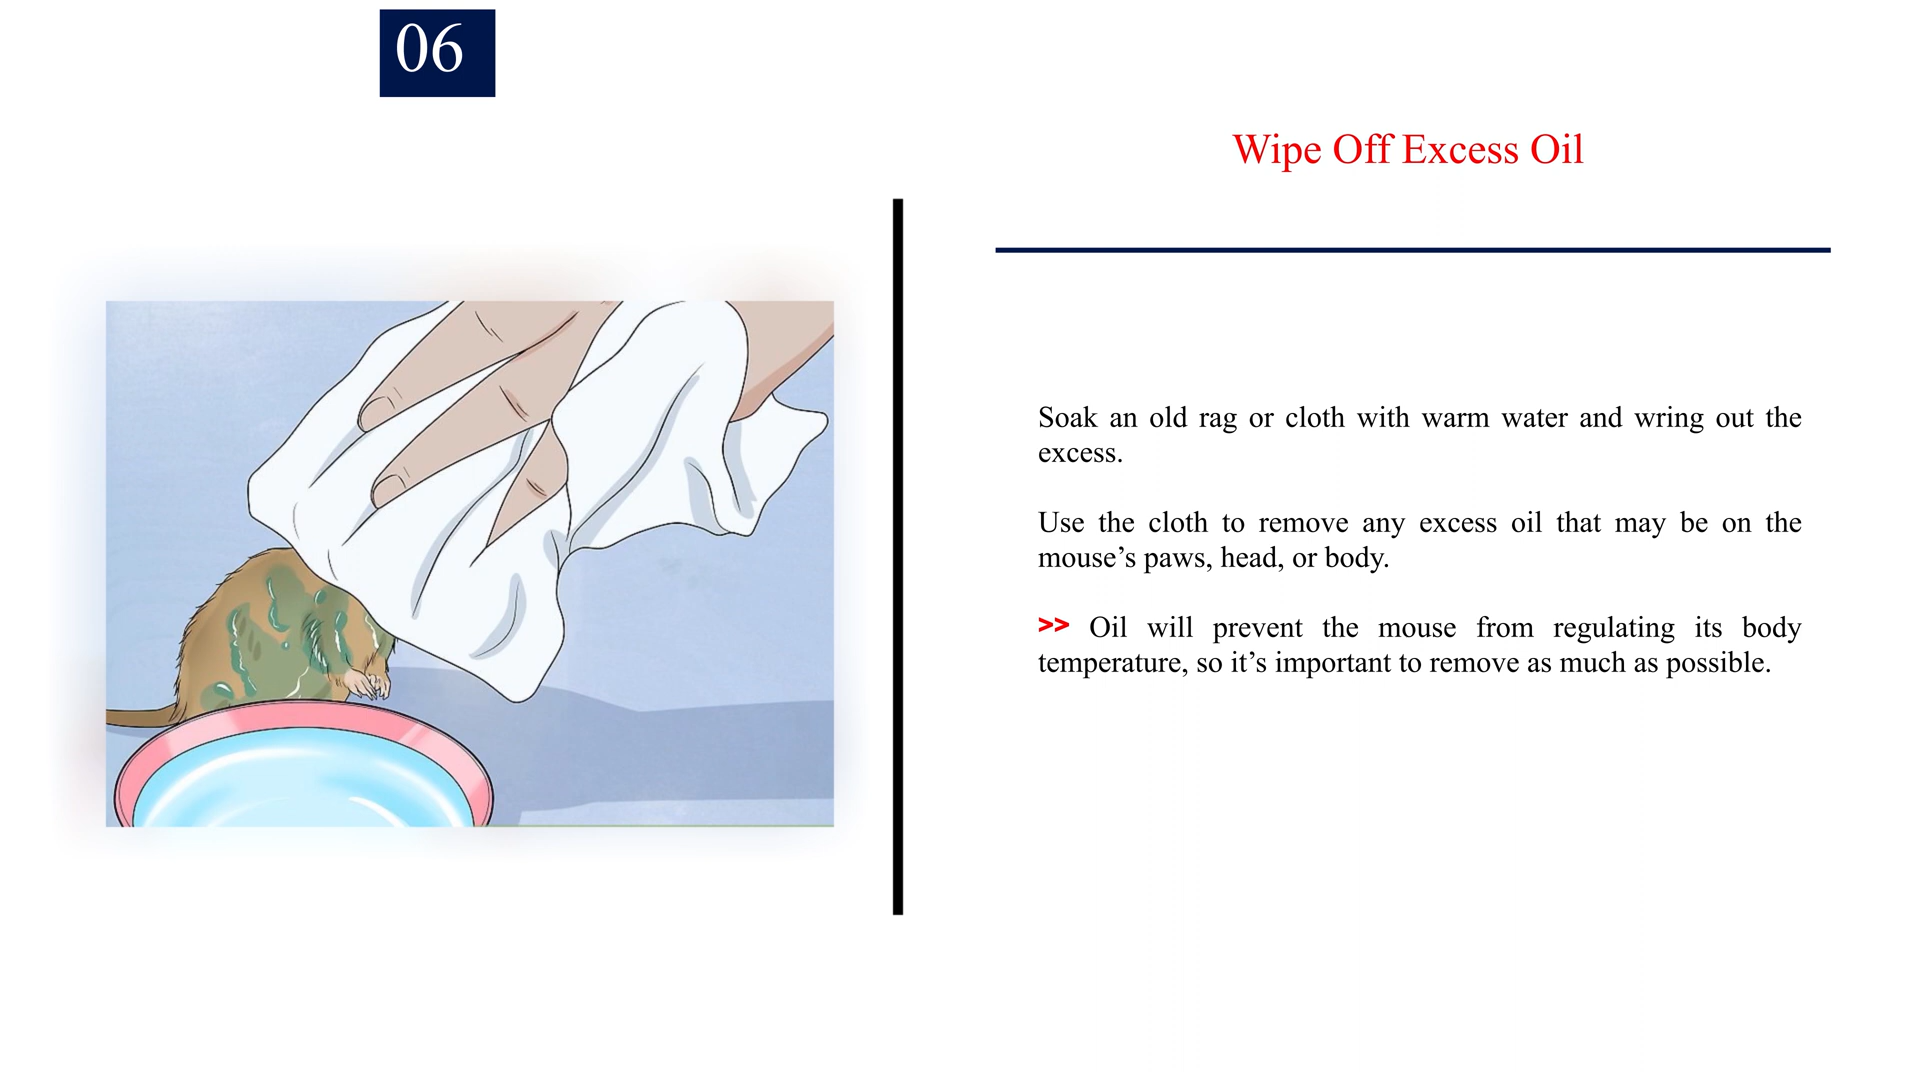 06
Wipe Off Excess Oil
Soak an old rag or cloth with warm water and wring out the
excess.
Use the cloth to remove any excess oil that may be on the
mouse’s paws, head, or body.
>> Oil will prevent the mouse from regulating its body
temperature, so it’s important to remove as much as possible.